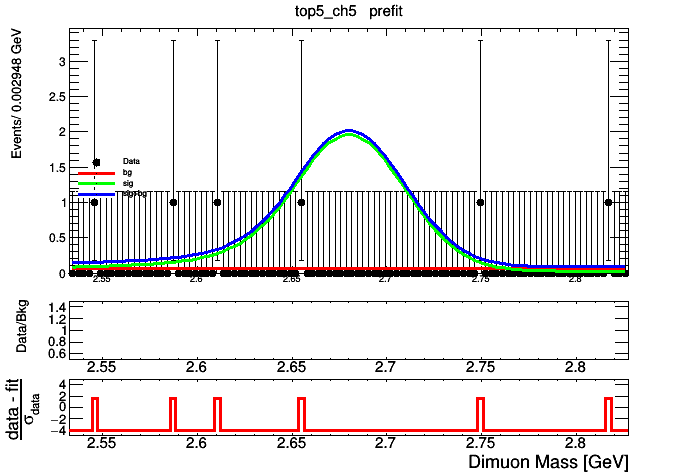 top5_ch5 prefit
Events/ 0.002948 GeV
3
2.5
2
1.5
1
0.5
0
Data
bg
sig
sig+bg
2.55 2.6 2.65 2.7 2.75 2.8
Data/Bkg
1.4
1.2
1
0.8
0.6
2.55 2.6 2.65 2.7 2.75 2.8
data - fit
σdata
4
2
0
−2
−4
2.55 2.6 2.65 2.7 2.75 2.8
Dimuon Mass [GeV]